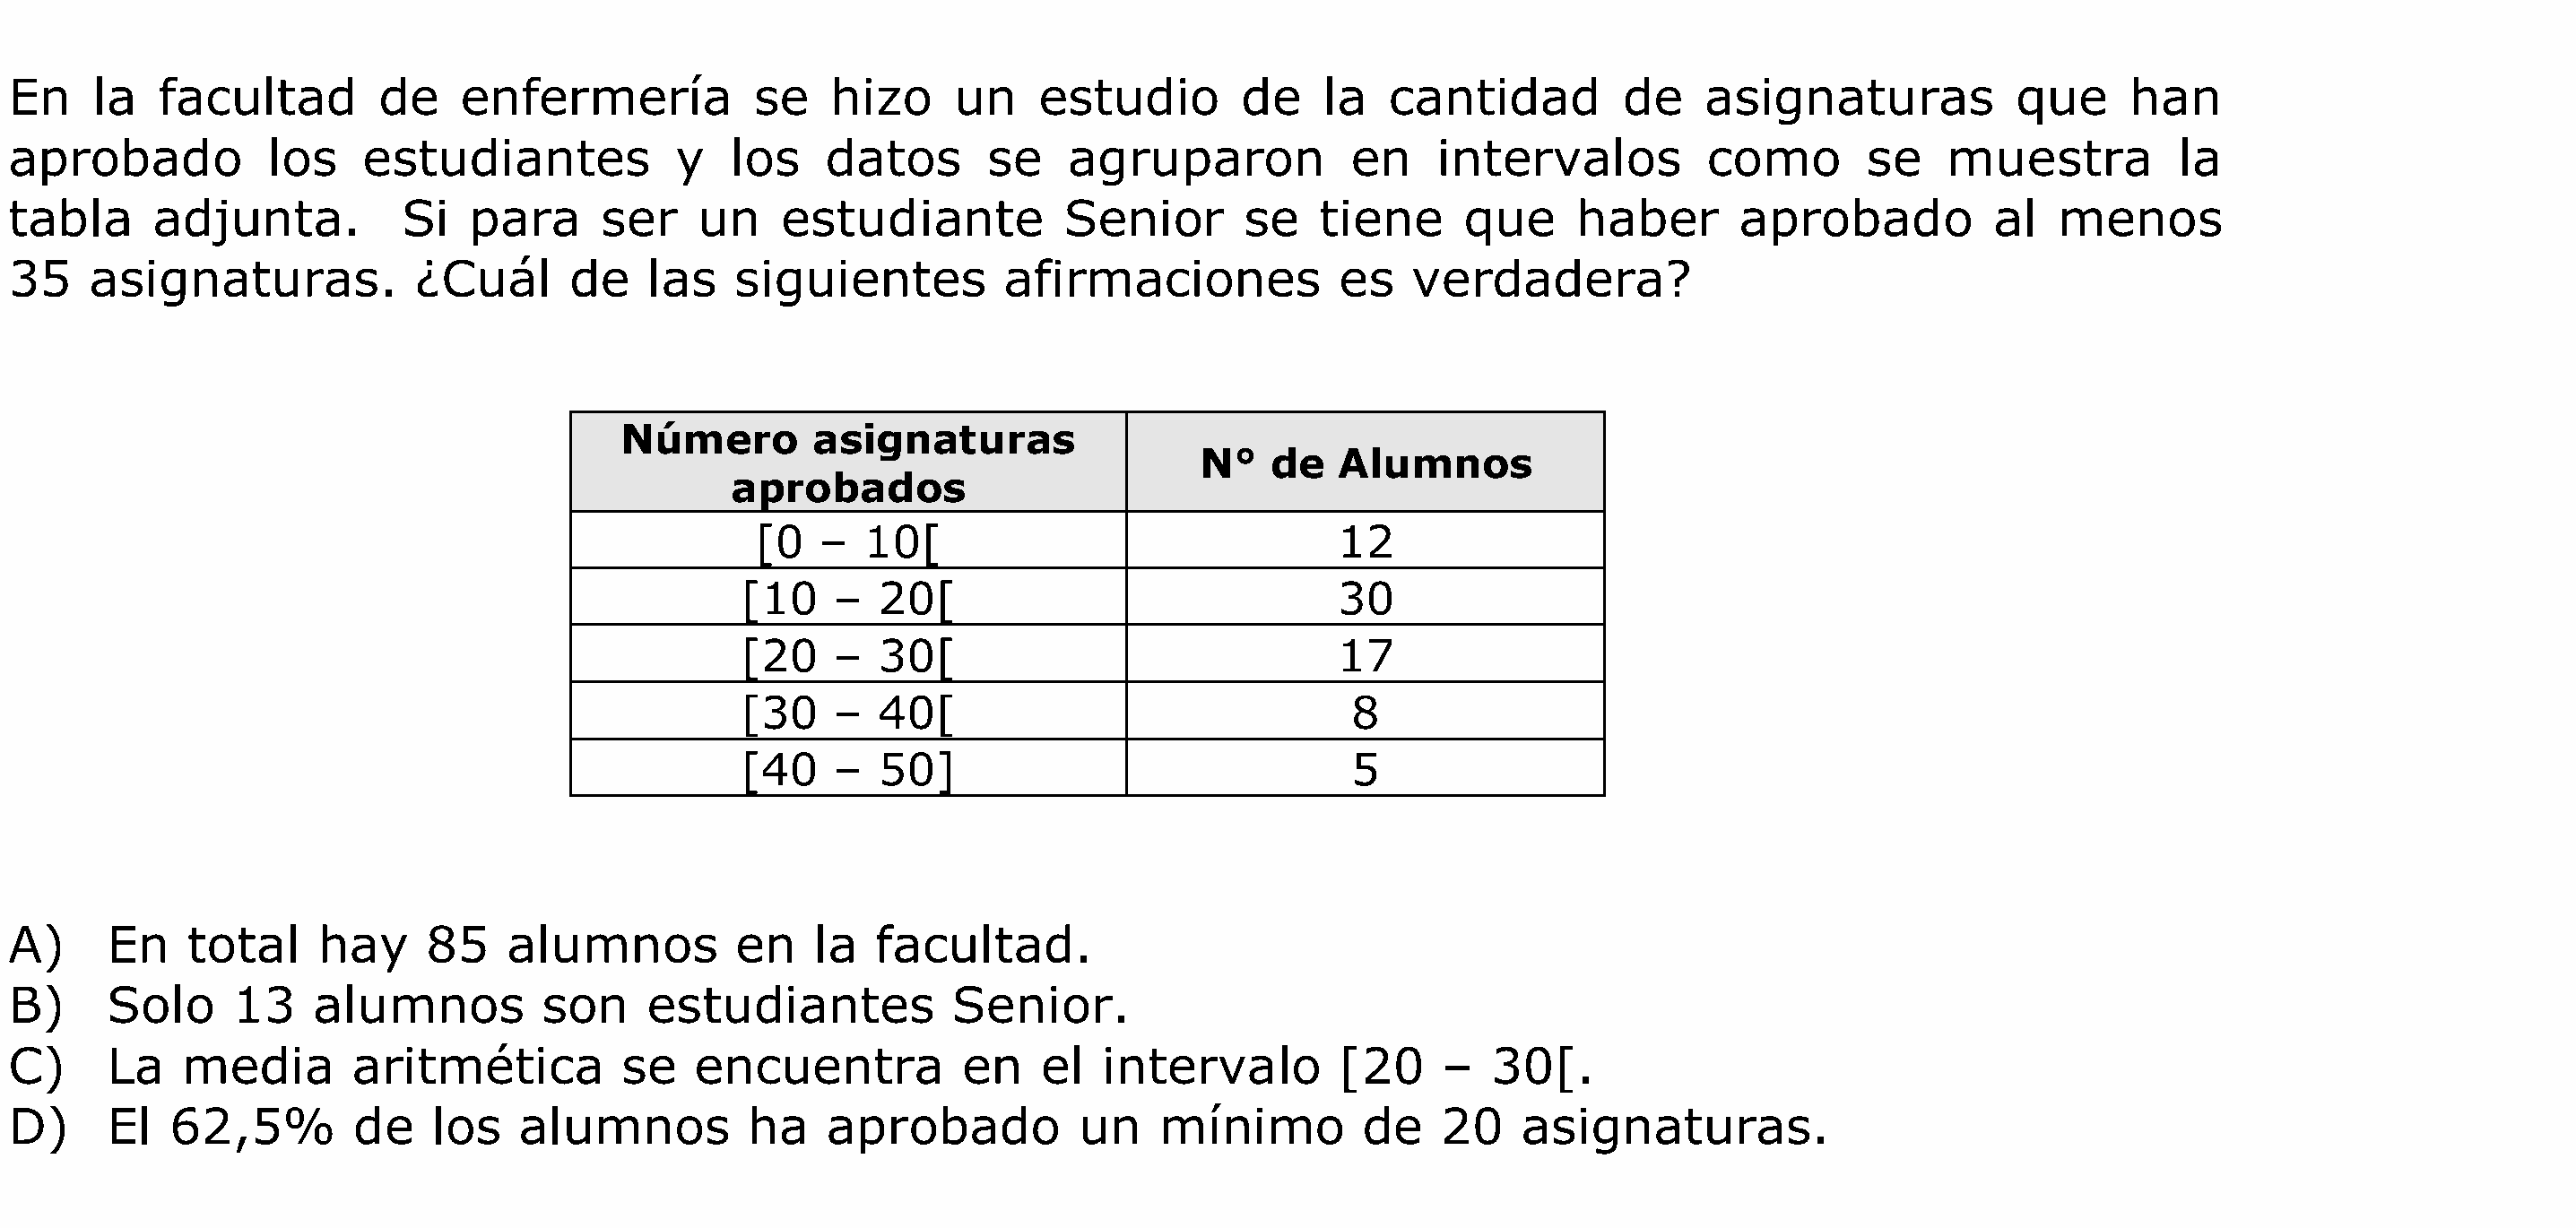 En la facultad de enfermería se hizo un estudio de la cantidad de asignaturas que han
aprobado los estudiantes y los datos se agruparon en intervalos como se muestra la
tabla adjunta. Si para ser un estudiante Senior se tiene que haber aprobado al menos
35 asignaturas. ¿Cuál de las siguientes afirmaciones es verdadera?
Número asignaturas
aprobados
N° de Alumnos
[0 – 10[ 12
[10 – 20[ 30
[20 – 30[ 17
[30 – 40[ 8
[40 – 50] 5
A) En total hay 85 alumnos en la facultad.
B) Solo 13 alumnos son estudiantes Senior.
C) La media aritmética se encuentra en el intervalo [20 – 30[.
D) El 62,5% de los alumnos ha aprobado un mínimo de 20 asignaturas.